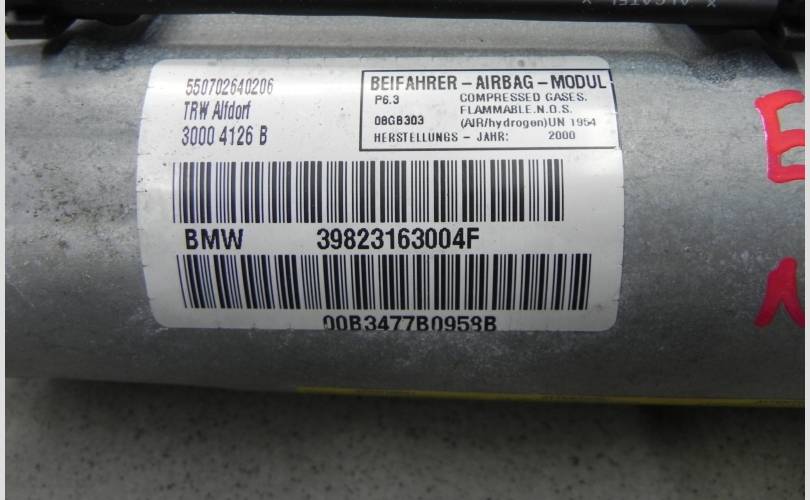 550702640206
TRW Alfdorf
3000 4126 B
BEIFAHRER - AIRBAG - MODUL
P6.3 COMPRESSED GASES.
FLAMMABLE.N.O.S.
08GB303 (AIR/hydrogen)UN 1954
HERSTELLUNGS - JAHR: 2000
BMW 39823163004F
00B3477B0958B
E
1